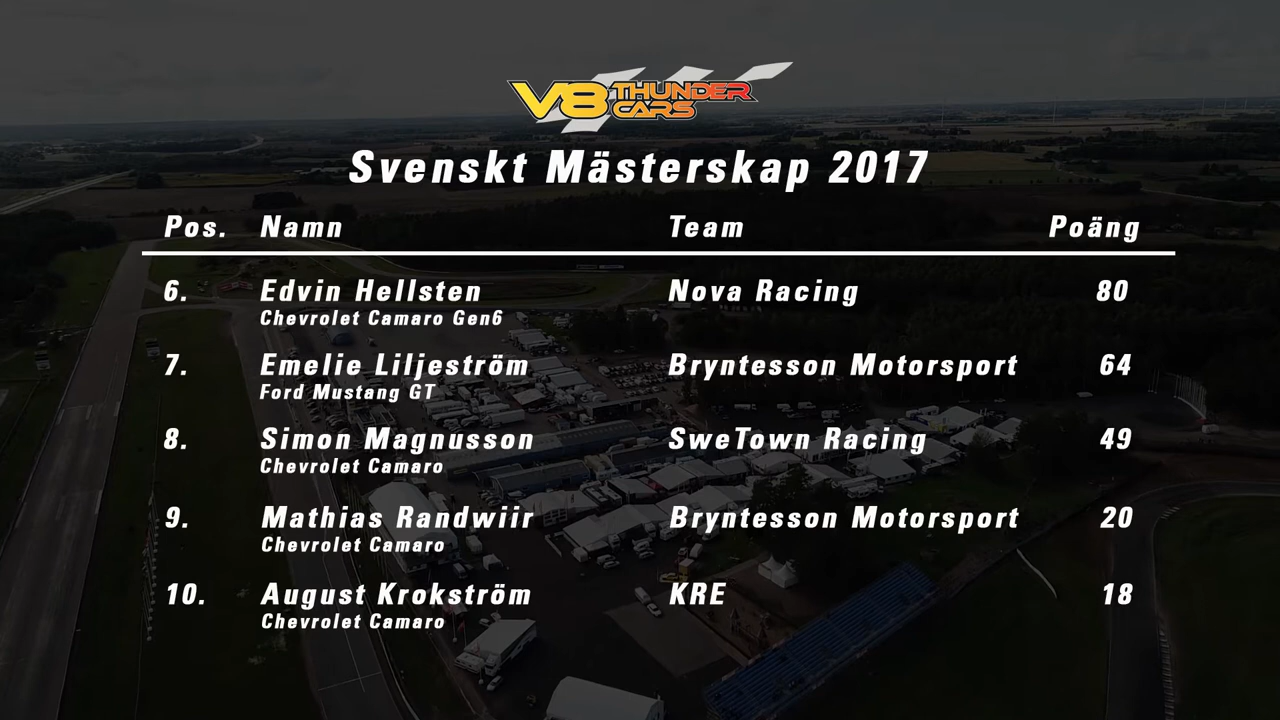 V8 THUNDER CARS
Svenskt Mästerskap 2017
Pos. Namn Team Poäng
6. Edvin Hellsten Nova Racing 80
Chevrolet Camaro Gen6
7. Emelie Liljeström Bryntesson Motorsport 64
Ford Mustang GT
8. Simon Magnusson SweTown Racing 49
Chevrolet Camaro
9. Mathias Randwiir Bryntesson Motorsport 20
Chevrolet Camaro
10. August Krokström KRE 18
Chevrolet Camaro